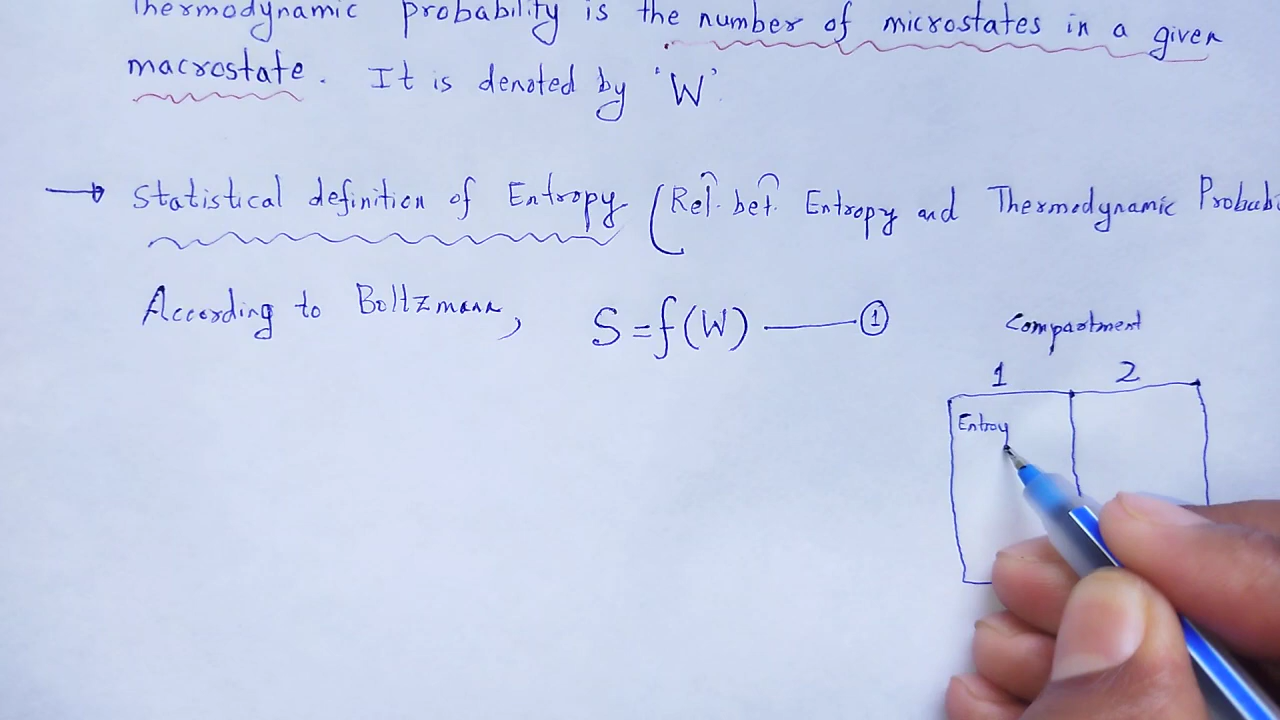 Thermodynamic probability is the number of microstates in a given
macrostate. It is denoted by 'W'.
→ Statistical definition of Entropy (Rel. bet. Entropy and Thermodynamic Probabi
According to Boltzmann, S = f(W) —— ①
Compartment
1 2
Entroy